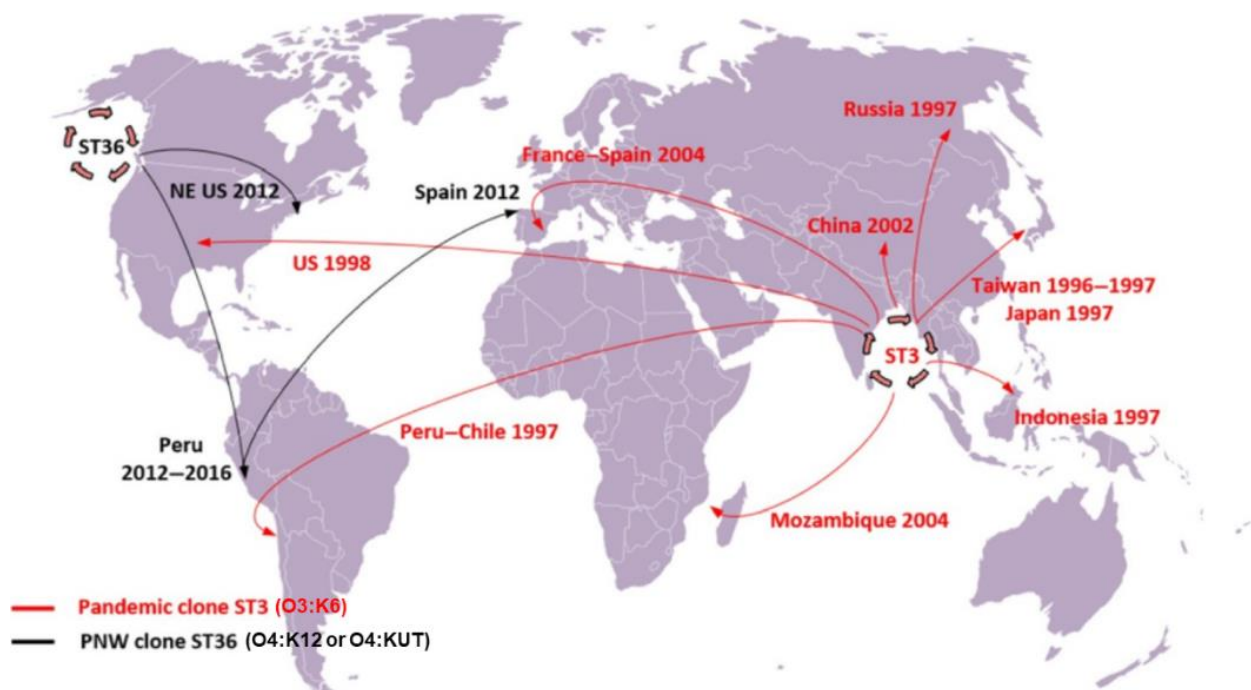 Russia 1997
ST36
France–Spain 2004
NE US 2012
Spain 2012
China 2002
US 1998
Taiwan 1996–1997
Japan 1997
ST3
Indonesia 1997
Peru–Chile 1997
Peru
2012–2016
Mozambique 2004
Pandemic clone ST3 (O3:K6)
PNW clone ST36 (O4:K12 or O4:KUT)